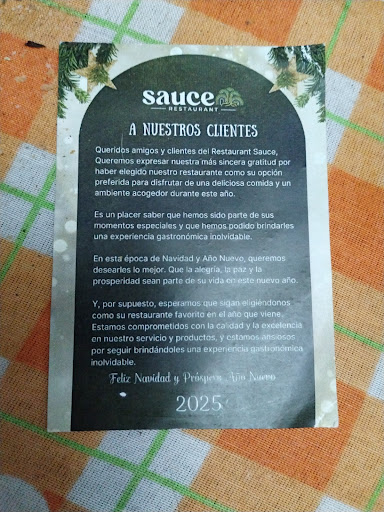 sauce
RESTAURANT
A NUESTROS CLIENTES
Queridos amigos y clientes del Restaurant Sauce,
Queremos expresar nuestra más sincera gratitud por
haber elegido nuestro restaurante como su opción
preferida para disfrutar de una deliciosa comida y un
ambiente acogedor durante este año.
Es un placer saber que hemos sido parte de sus
momentos especiales y que hemos podido brindarles
una experiencia gastronómica inolvidable.
En esta época de Navidad y Año Nuevo, queremos
desearles lo mejor. Que la alegría, la paz y la
prosperidad sean parte de su vida en este nuevo año.
Y, por supuesto, esperamos que sigan eligiéndonos
como su restaurante favorito en el año que viene.
Estamos comprometidos con la calidad y la excelencia
en nuestro servicio y productos, y estamos ansiosos
por seguir brindándoles una experiencia gastronómica
inolvidable.
Feliz Navidad y Próspero Año Nuevo
2025